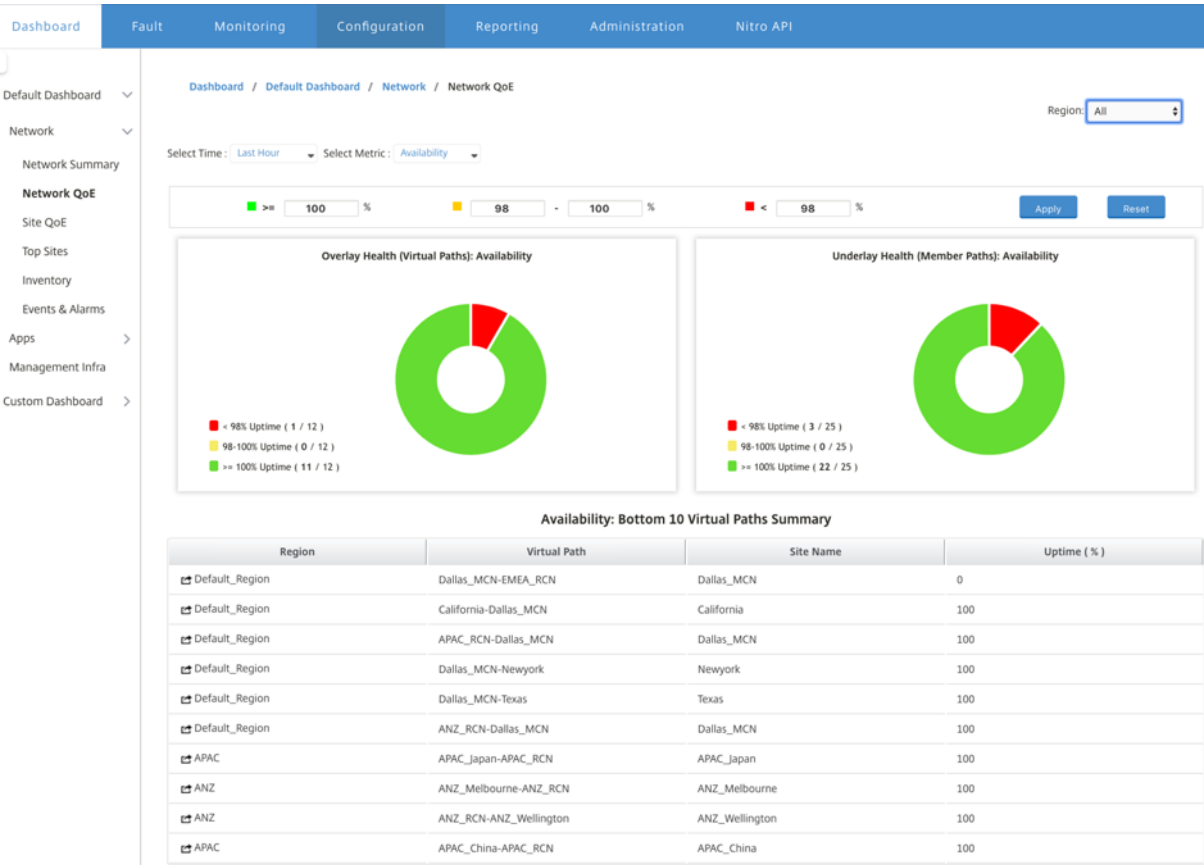 Dashboard Fault Monitoring Configuration Reporting Administration Nitro API
Default Dashboard
Network
Network Summary
Network QoE
Site QoE
Top Sites
Inventory
Events & Alarms
Apps
Management Infra
Custom Dashboard
Dashboard / Default Dashboard / Network / Network QoE
Region: All
Select Time : Last Hour Select Metric : Availability
>= 100 % 98 - 100 % < 98 % Apply Reset
Overlay Health (Virtual Paths): Availability
< 98% Uptime ( 1 / 12 )
98-100% Uptime ( 0 / 12 )
>= 100% Uptime ( 11 / 12 )
Underlay Health (Member Paths): Availability
< 98% Uptime ( 3 / 25 )
98-100% Uptime ( 0 / 25 )
>= 100% Uptime ( 22 / 25 )
Availability: Bottom 10 Virtual Paths Summary
Region Virtual Path Site Name Uptime ( % )
Default_Region Dallas_MCN-EMEA_RCN Dallas_MCN 0
Default_Region California-Dallas_MCN California 100
Default_Region APAC_RCN-Dallas_MCN Dallas_MCN 100
Default_Region Dallas_MCN-Newyork Newyork 100
Default_Region Dallas_MCN-Texas Texas 100
Default_Region ANZ_RCN-Dallas_MCN Dallas_MCN 100
APAC APAC_Japan-APAC_RCN APAC_Japan 100
ANZ ANZ_Melbourne-ANZ_RCN ANZ_Melbourne 100
ANZ ANZ_RCN-ANZ_Wellington ANZ_Wellington 100
APAC APAC_China-APAC_RCN APAC_China 100